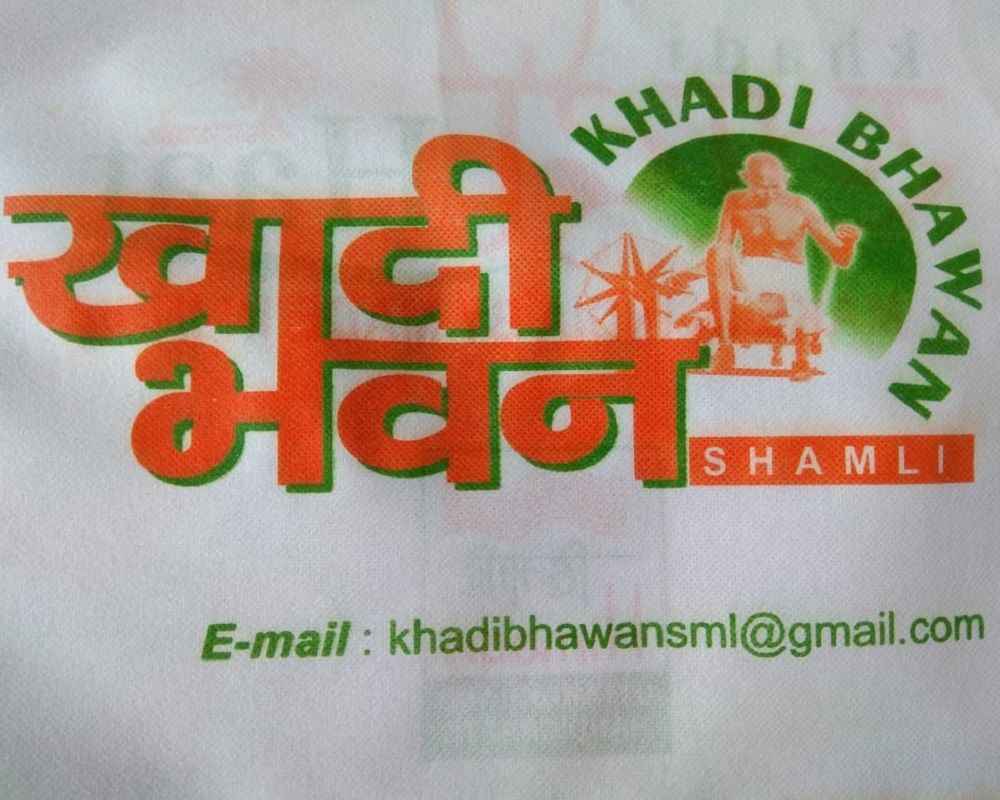 खादी
भवन
KHADI BHAWAN
SHAMLI
E-mail : khadibhawansml@gmail.com